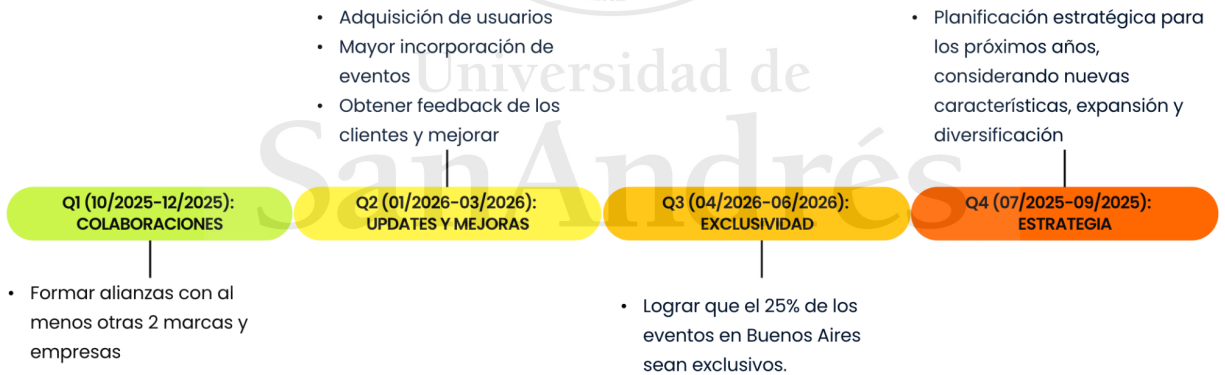 • Adquisición de usuarios
• Mayor incorporación de
eventos
• Obtener feedback de los
clientes y mejorar
• Planificación estratégica para
los próximos años,
considerando nuevas
características, expansión y
diversificación
Universidad de
SanAndrés
Q1 (10/2025-12/2025):
COLABORACIONES
Q2 (01/2026-03/2026):
UPDATES Y MEJORAS
Q3 (04/2026-06/2026):
EXCLUSIVIDAD
Q4 (07/2025-09/2025):
ESTRATEGIA
• Formar alianzas con al
menos otras 2 marcas y
empresas
• Lograr que el 25% de los
eventos en Buenos Aires
sean exclusivos.